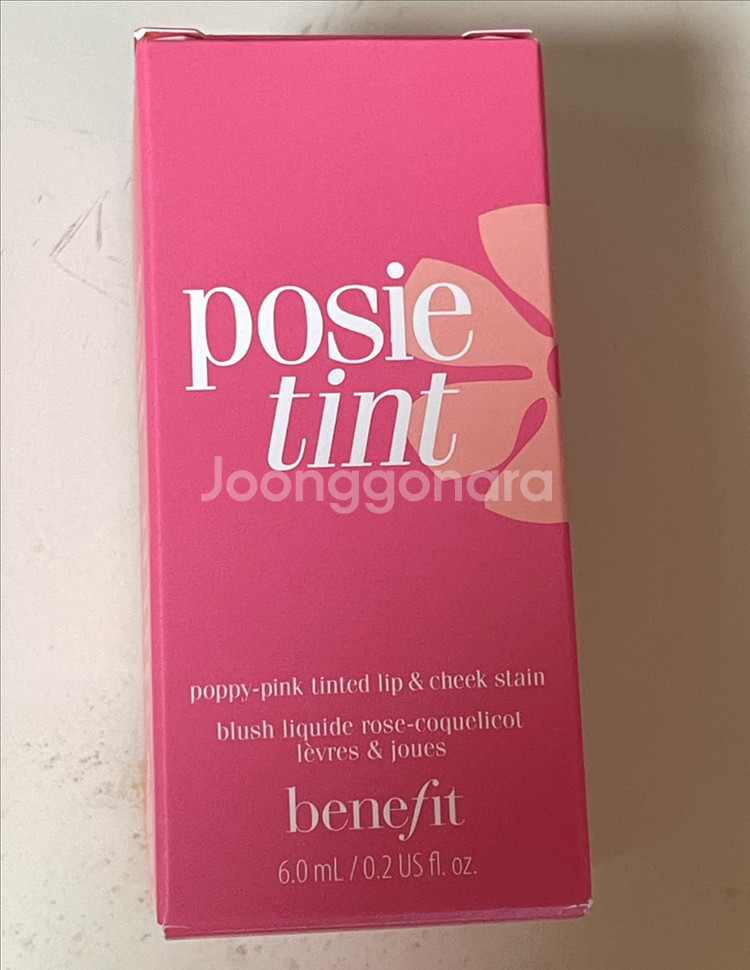 posie
tint
Joonggonara
poppy-pink tinted lip & cheek stain
blush liquide rose-coquelicot
lèvres & joues
benefit
6.0 mL / 0.2 US fl. oz.